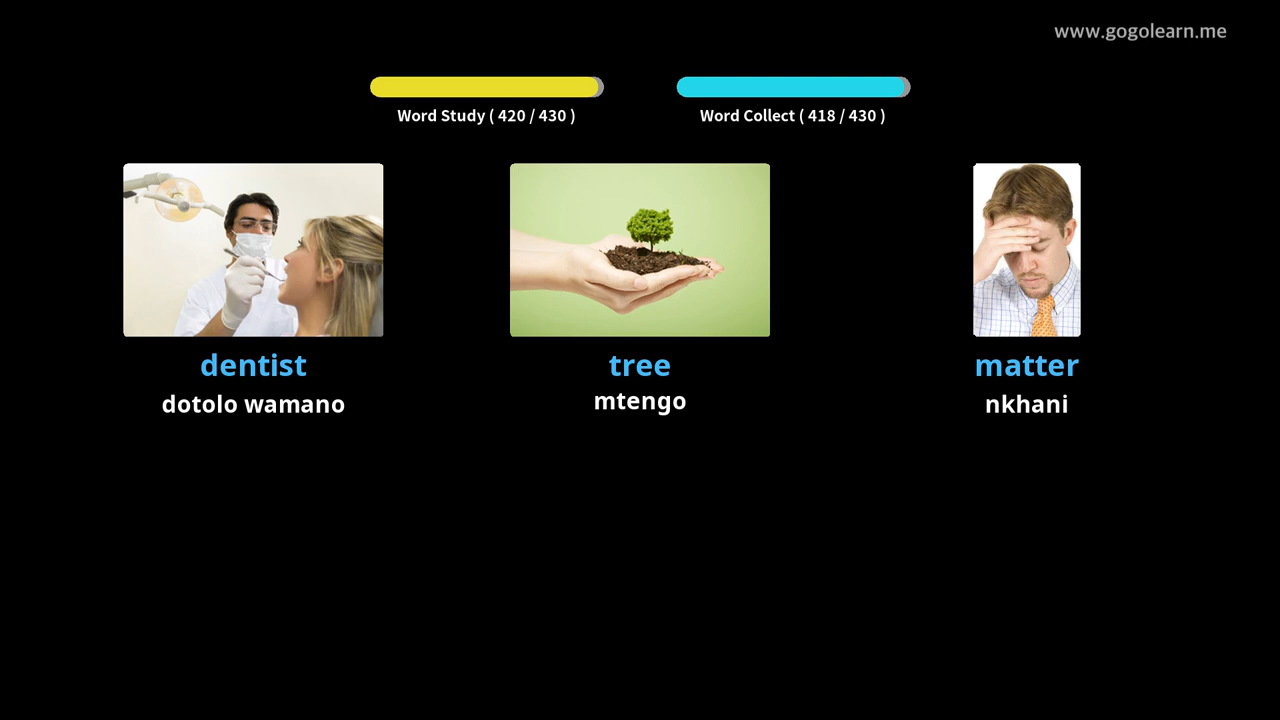 www.gogolearn.me
Word Study ( 420 / 430 )
Word Collect ( 418 / 430 )
dentist
dotolo wamano
tree
mtengo
matter
nkhani